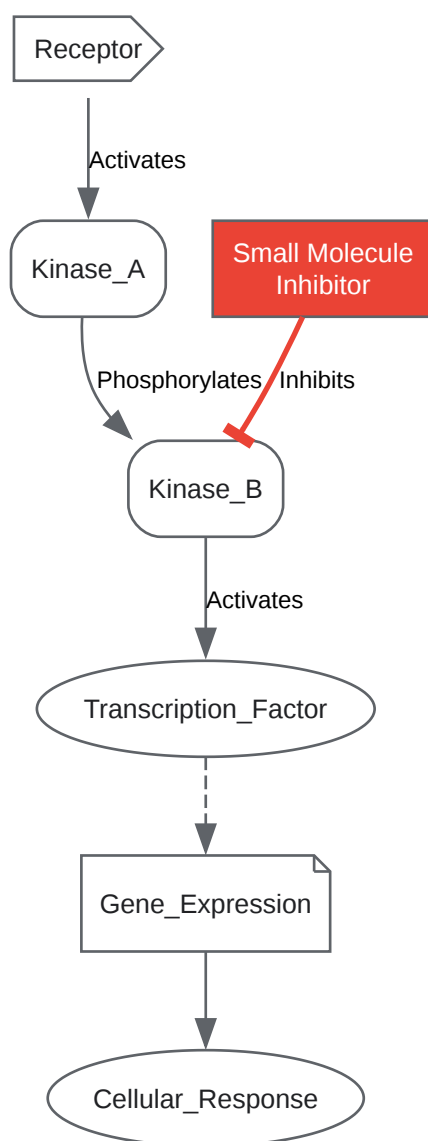 Receptor
Activates
Kinase_A
Small Molecule
Inhibitor
Phosphorylates
Inhibits
Kinase_B
Activates
Transcription_Factor
Gene_Expression
Cellular_Response